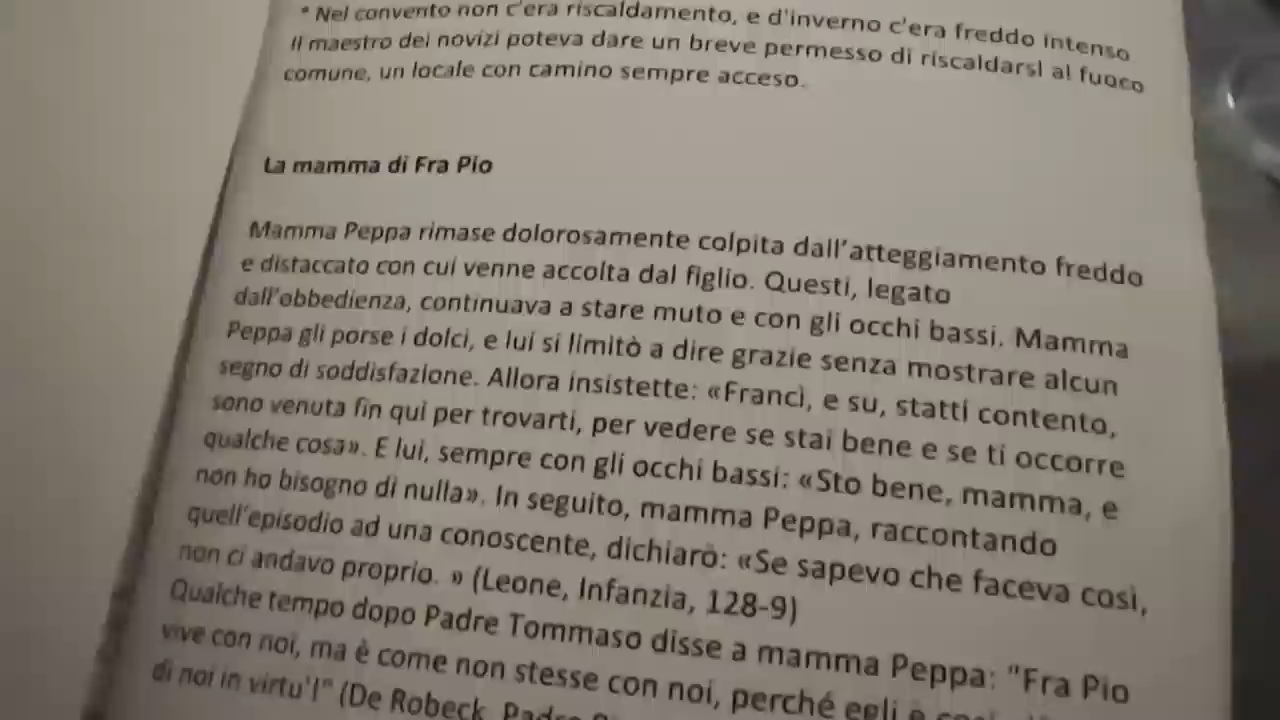 * Nel convento non c'era riscaldamento, e d'inverno c'era freddo intenso
Il maestro dei novizi poteva dare un breve permesso di riscaldarsi al fuoco
comune, un locale con camino sempre acceso.
La mamma di Fra Pio
Mamma Peppa rimase dolorosamente colpita dall'atteggiamento freddo
e distaccato con cui venne accolta dal figlio. Questi, legato
dall'obbedienza, continuava a stare muto e con gli occhi bassi. Mamma
Peppa gli porse i dolci, e lui si limitò a dire grazie senza mostrare alcun
segno di soddisfazione. Allora insistette: «Francì, e su, statti contento,
sono venuta fin qui per trovarti, per vedere se stai bene e se ti occorre
qualche cosa». E lui, sempre con gli occhi bassi: «Sto bene, mamma, e
non ho bisogno di nulla». In seguito, mamma Peppa, raccontando
quell'episodio ad una conoscente, dichiarò: «Se sapevo che faceva così,
non ci andavo proprio. » (Leone, Infanzia, 128-9)
Qualche tempo dopo Padre Tommaso disse a mamma Peppa: "Fra Pio
vive con noi, ma è come non stesse con noi, perché egli è
di noi in virtu'!" (De Robeck, Padre